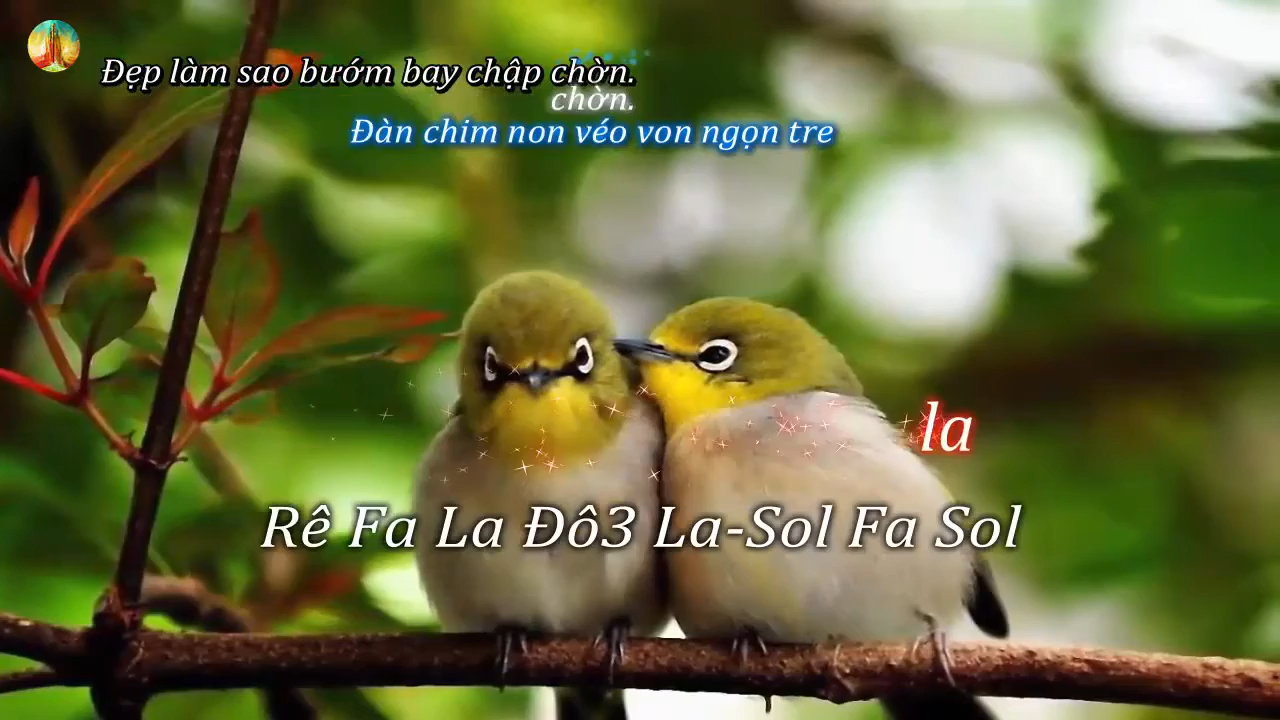 Đẹp làm sao bướm bay chập chờn.
chờn.
Đàn chim non véo von ngọn tre
la
Rê Fa La Đô3 La-Sol Fa Sol